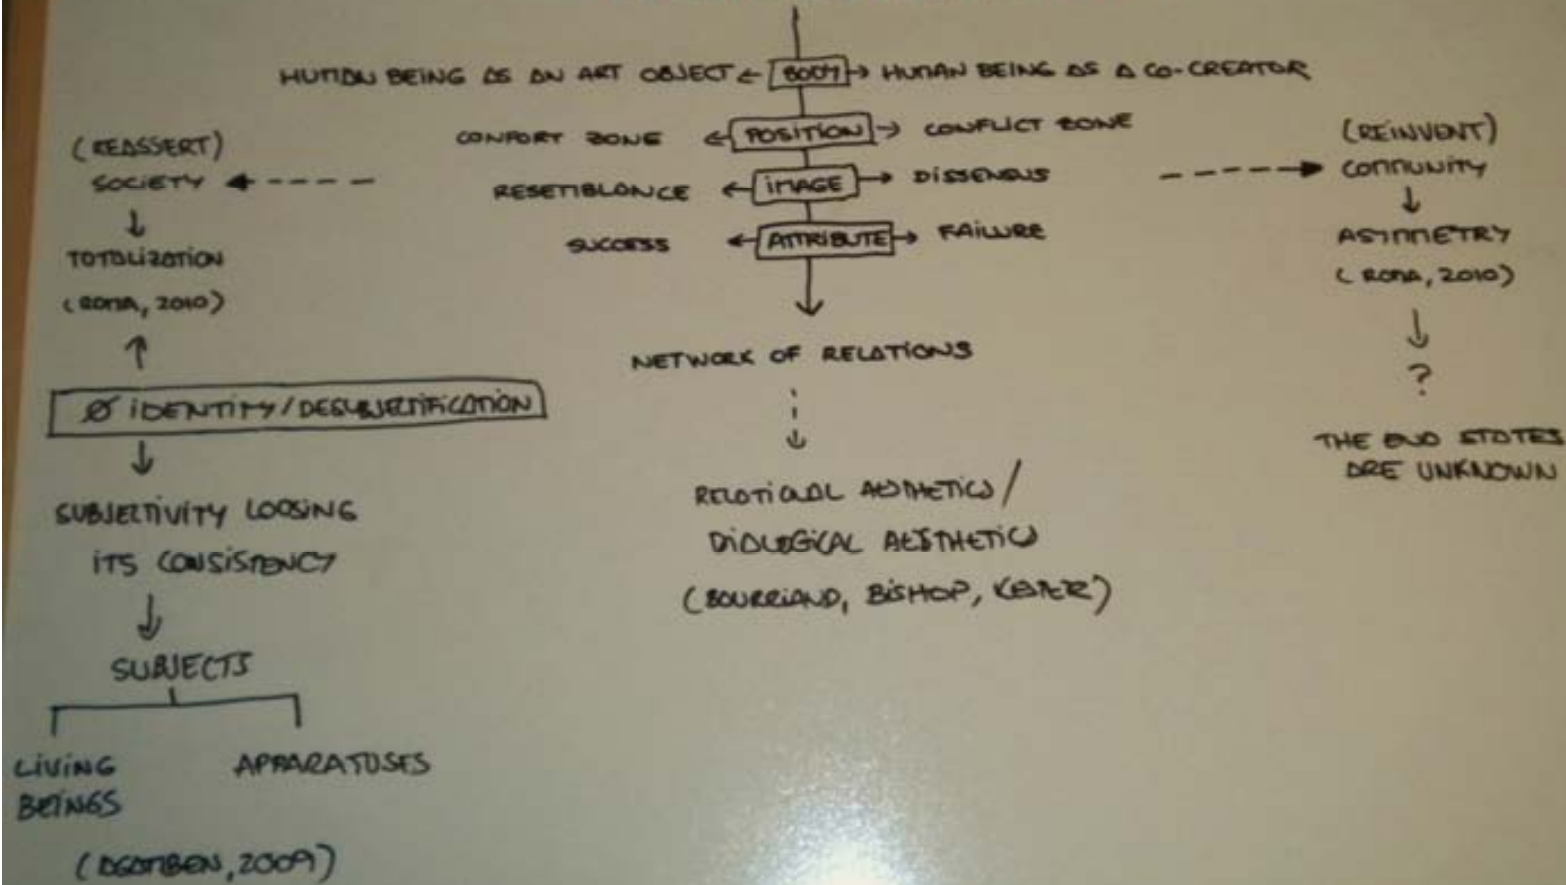 HUMAN BEING AS AN ART OBJECT ← BODY → HUMAN BEING AS A CO-CREATOR
CONFORT ZONE ← POSITION → CONFLICT ZONE
RESEMBLANCE ← IMAGE → DISSENSUS
SUCCESS ← ATTRIBUTE → FAILURE
NETWORK OF RELATIONS
RELATIONAL AESTHETICS/
DIALOGICAL AESTHETICS
(BOURRIAUD, BISHOP, KESTER)
(REASSERT)
SOCIETY
↓
TOTALIZATION
(ROMA, 2010)
↑
Ø IDENTITY/DESUBJECTIFICATION
↓
SUBJECTIVITY LOOSING
ITS CONSISTENCY
↓
SUBJECTS
LIVING
BEINGS
APPARATUSES
(AGAMBEN, 2009)
(REINVENT)
COMMUNITY
↓
ASYMMETRY
(ROMA, 2010)
↓
?
THE END STATES
ARE UNKNOWN